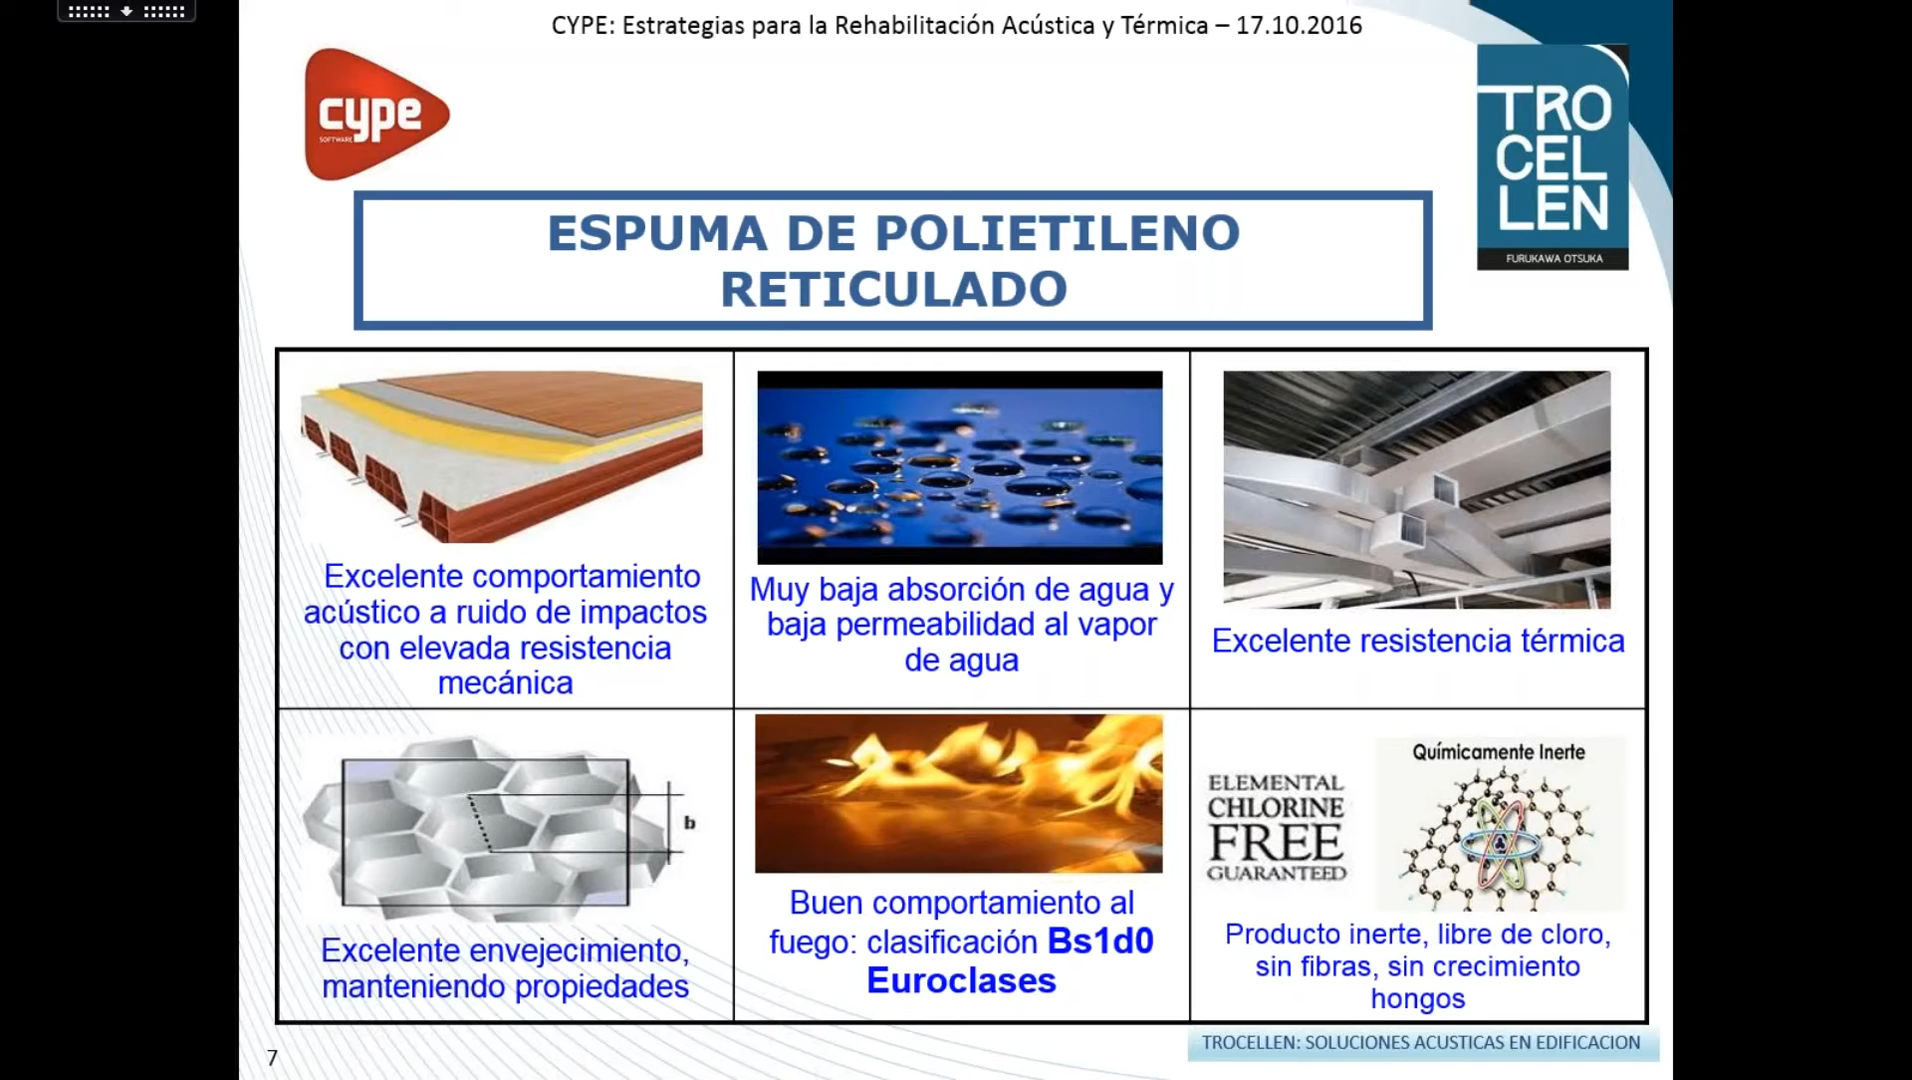 CYPE: Estrategias para la Rehabilitación Acústica y Térmica – 17.10.2016
cype
SOFTWARE
TRO
CEL
LEN
FURUKAWA OTSUKA
ESPUMA DE POLIETILENO
RETICULADO
Excelente comportamiento
acústico a ruido de impactos
con elevada resistencia
mecánica
Muy baja absorción de agua y
baja permeabilidad al vapor
de agua
Excelente resistencia térmica
b
Excelente envejecimiento,
manteniendo propiedades
Buen comportamiento al
fuego: clasificación Bs1d0
Euroclases
ELEMENTAL
CHLORINE
FREE
GUARANTEED
Químicamente Inerte
Producto inerte, libre de cloro,
sin fibras, sin crecimiento
hongos
7
TROCELLEN: SOLUCIONES ACUSTICAS EN EDIFICACION